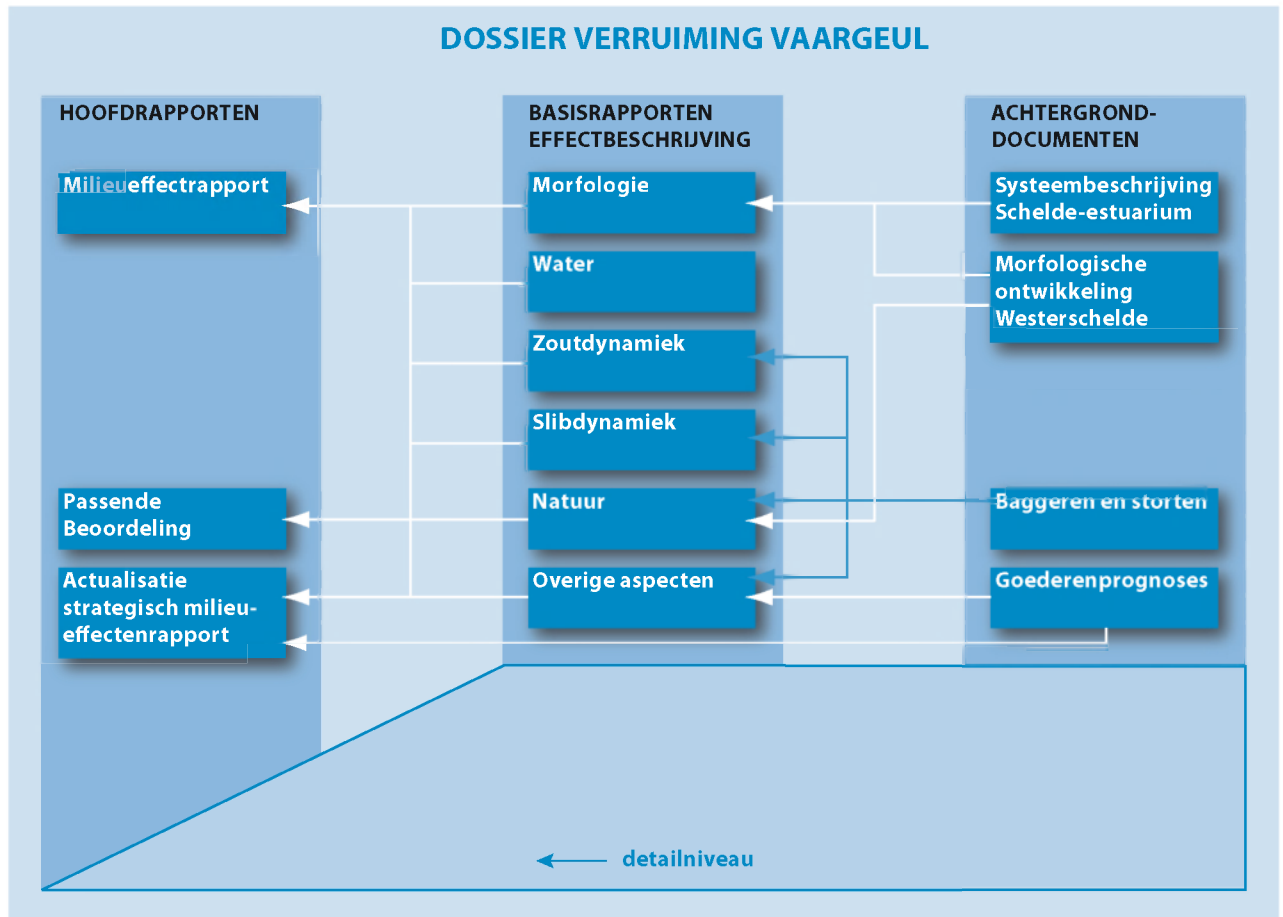 DOSSIER VERRUIMING VAARGEUL
HOOFDRAPPORTEN
Milieueffectrapport
Passende
Beoordeling
Actualisatie
strategisch milieu-
effectenrapport
BASISRAPPORTEN
EFFECTBESCHRIJVING
Morfologie
Water
Zoutdynamiek
Slibdynamiek
Natuur
Overige aspecten
ACHTERGROND-
DOCUMENTEN
Systeembeschrijving
Schelde-estuarium
Morfologische
ontwikkeling
Westerschelde
Baggeren en storten
Goederenprognoses
detailniveau